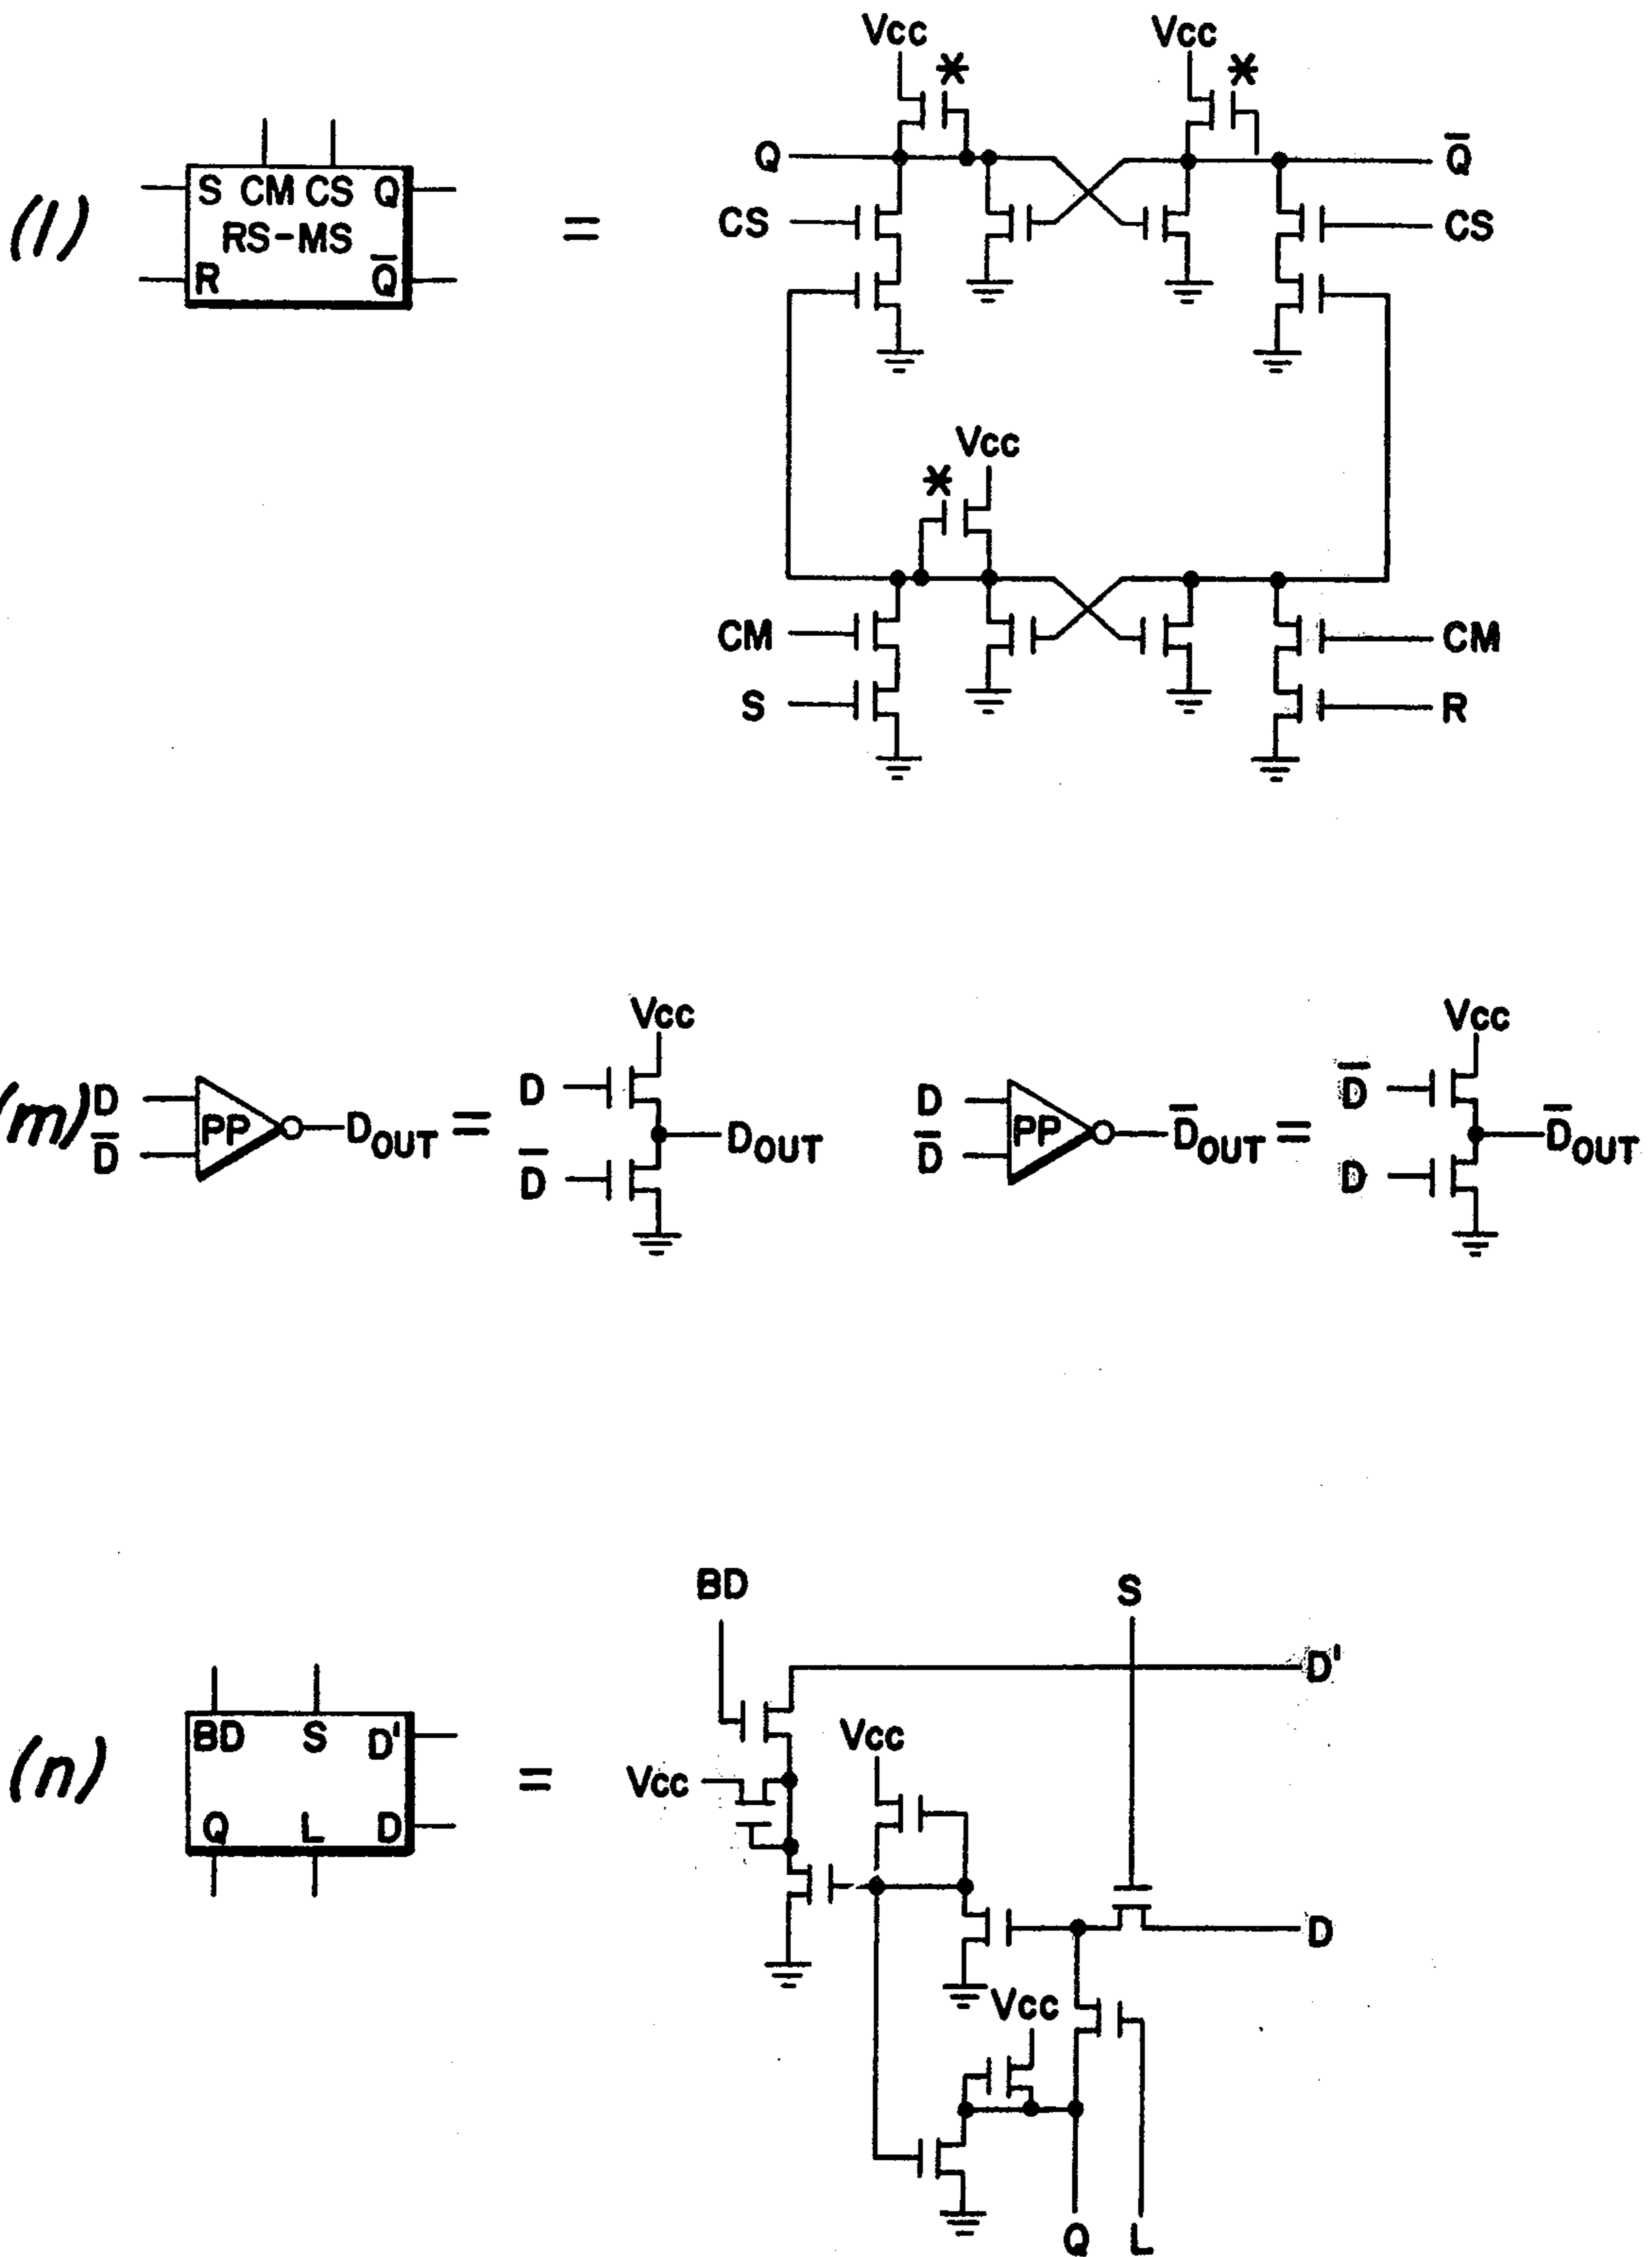 (l)
S CM CS Q
RS-MS
R Q̅
=
Vcc Vcc
* *
Q Q̅
CS CS
Vcc
*
CM CM
S R
(m)
D
D̅
PP
DOUT
=
Vcc
D
D̅
DOUT
D
D̅
PP
D̅OUT
=
Vcc
D̅
D
D̅OUT
(n)
BD S D'
Q L D
=
BD S
D'
Vcc
Vcc
D
Vcc
Q L